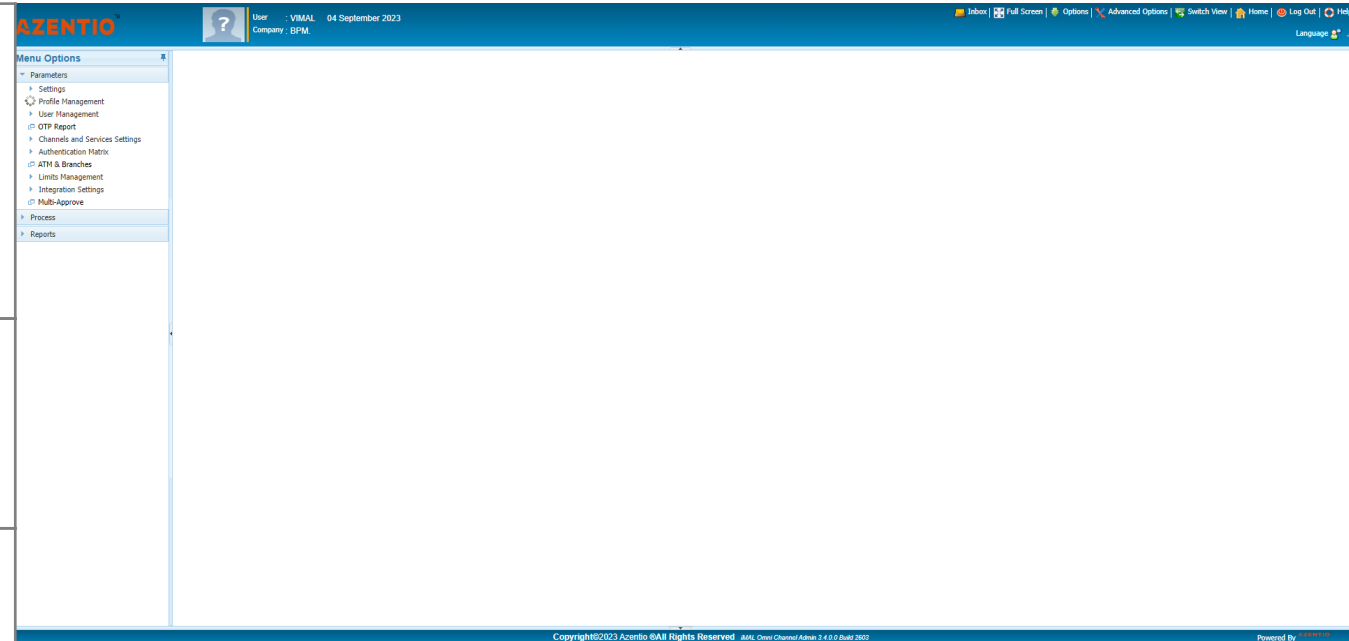 AZENTIO
User : VIMAL 04 September 2023
Company : BPM.
Inbox | Full Screen | Options | Advanced Options | Switch View | Home | Log Out | Hel
Language
Menu Options
Parameters
Settings
Profile Management
User Management
OTP Report
Channels and Services Settings
Authentication Matrix
ATM & Branches
Limits Management
Integration Settings
Multi-Approve
Process
Reports
Copyright©2023 Azentio ®All Rights Reserved iMAL Omni Channel Admin 3.4.0.0 Build 2603
Powered By AZENTIO